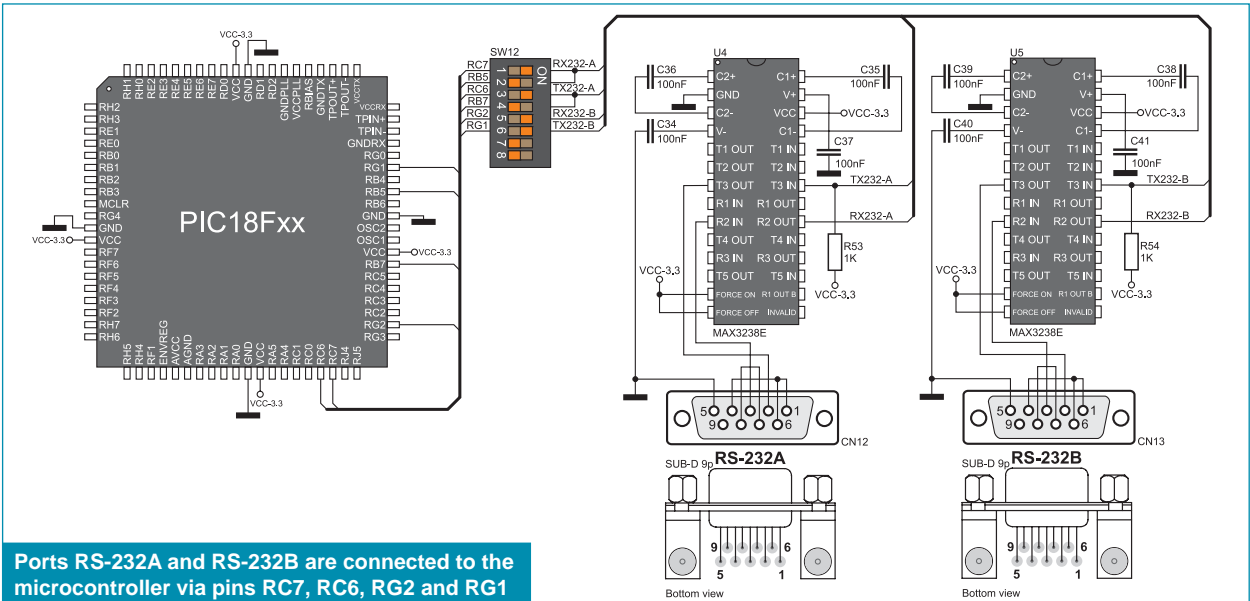 VCC-3.3
RH1
RH0
RE2
RE3
RE4
RE5
RE6
RE7
RD0
VCC
GND
RD1
RD2
GNDPLL
VCCPLL
RBIAS
GNDTX
TPOUT+
TPOUT-
VCCTX
RH2
RH3
RE1
RE0
RB0
RB1
RB2
RB3
MCLR
RG4
GND
VCC
RF7
RF6
RF5
RF4
RF3
RF2
RH7
RH6
VCC-3.3
PIC18Fxx
VCCRX
TPIN+
TPIN-
GNDRX
RG0
RG1
RB4
RB5
RB6
GND
OSC2
OSC1
VCC
RB7
RC5
RC4
RC3
RC2
RG2
RG3
VCC-3.3
RH5
RH4
RF1
ENVREG
AVCC
AGND
RA3
RA2
RA1
RA0
GND
VCC
RA5
RA4
RC1
RC0
RC6
RC7
RJ4
RJ5
VCC-3.3
SW12
RC7
RB5
RC6
RB7
RG2
RG1
1
2
3
4
5
6
7
8
ON
RX232-A
TX232-A
RX232-B
TX232-B
U4
C36
100nF
C34
100nF
C35
100nF
VCC-3.3
C37
100nF
C2+ C1+
GND V+
C2- VCC
V- C1-
T1 OUT T1 IN
T2 OUT T2 IN
T3 OUT T3 IN
R1 IN R1 OUT
R2 IN R2 OUT
T4 OUT T4 IN
R3 IN R3 OUT
T5 OUT T5 IN
FORCE ON R1 OUT B
FORCE OFF INVALID
MAX3238E
TX232-A
RX232-A
R53
1K
VCC-3.3
VCC-3.3
5 1
9 6
CN12
SUB-D 9p RS-232A
9 6
5 1
Bottom view
U5
C39
100nF
C40
100nF
C38
100nF
VCC-3.3
C41
100nF
C2+ C1+
GND V+
C2- VCC
V- C1-
T1 OUT T1 IN
T2 OUT T2 IN
T3 OUT T3 IN
R1 IN R1 OUT
R2 IN R2 OUT
T4 OUT T4 IN
R3 IN R3 OUT
T5 OUT T5 IN
FORCE ON R1 OUT B
FORCE OFF INVALID
MAX3238E
TX232-B
RX232-B
R54
1K
VCC-3.3
VCC-3.3
5 1
9 6
CN13
SUB-D 9p RS-232B
9 6
5 1
Bottom view
Ports RS-232A and RS-232B are connected to the
microcontroller via pins RC7, RC6, RG2 and RG1